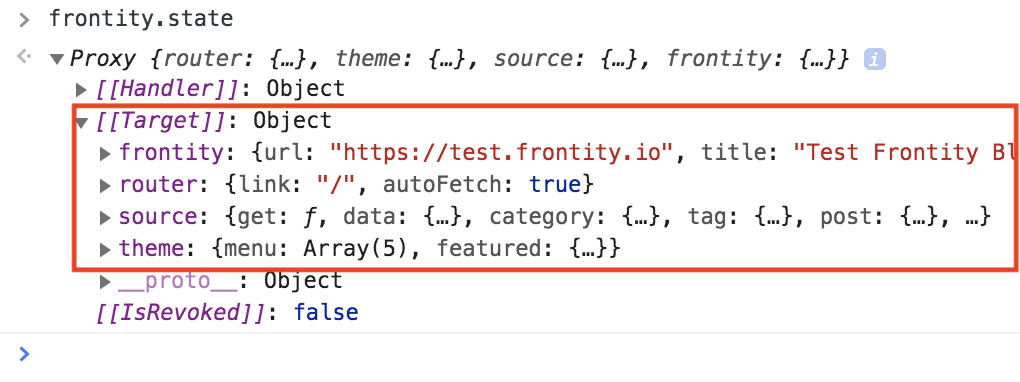 frontity.state
Proxy {router: {…}, theme: {…}, source: {…}, frontity: {…}} i
[[Handler]]: Object
[[Target]]: Object
frontity: {url: "https://test.frontity.io", title: "Test Frontity Bl
router: {link: "/", autoFetch: true}
source: {get: ƒ, data: {…}, category: {…}, tag: {…}, post: {…}, …}
theme: {menu: Array(5), featured: {…}}
__proto__: Object
[[IsRevoked]]: false